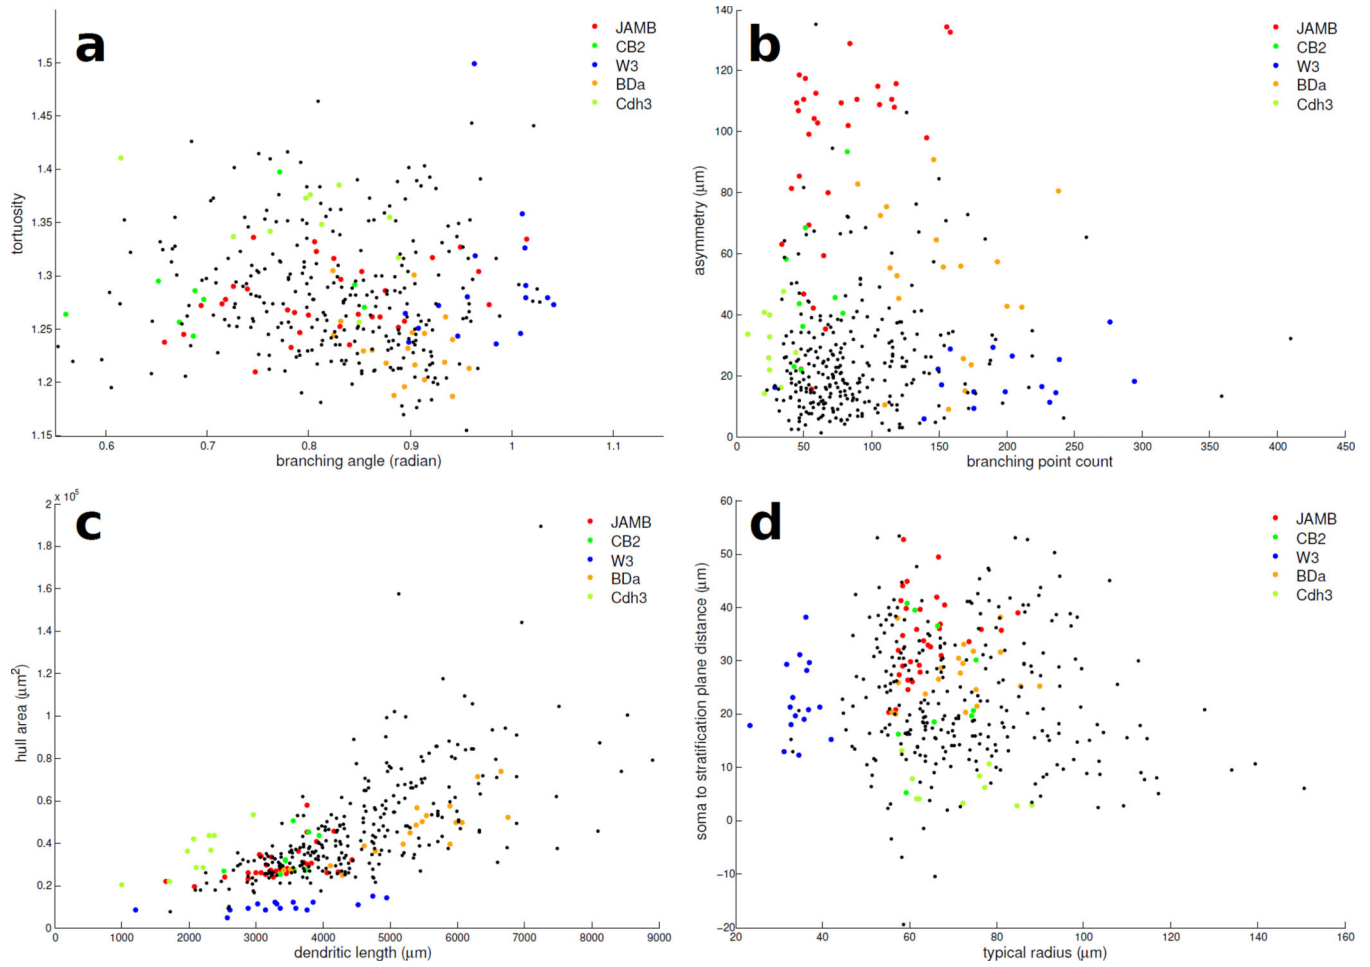 a
JAMB
CB2
W3
BDa
Cdh3
1.5
1.45
1.4
1.35
1.3
1.25
1.2
1.15
tortuosity
0.6 0.7 0.8 0.9 1 1.1
branching angle (radian)
b
JAMB
CB2
W3
BDa
Cdh3
140
120
100
80
60
40
20
0
asymmetry (μm)
0 50 100 150 200 250 300 350 400 450
branching point count
c
x 10⁵
JAMB
CB2
W3
BDa
Cdh3
2
1.8
1.6
1.4
1.2
1
0.8
0.6
0.4
0.2
0
hull area (μm²)
0 1000 2000 3000 4000 5000 6000 7000 8000 9000
dendritic length (μm)
d
JAMB
CB2
W3
BDa
Cdh3
60
50
40
30
20
10
0
−10
−20
soma to stratification plane distance (μm)
20 40 60 80 100 120 140 160
typical radius (μm)